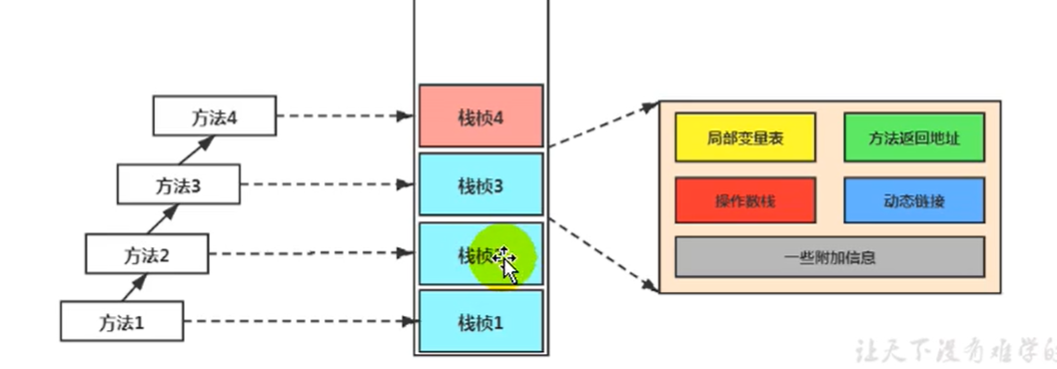 方法4
栈桢4
局部变量表
方法返回地址
方法3
栈桢3
操作数栈
动态链接
方法2
栈桢
一些附加信息
方法1
栈桢1
让天下没有难学的